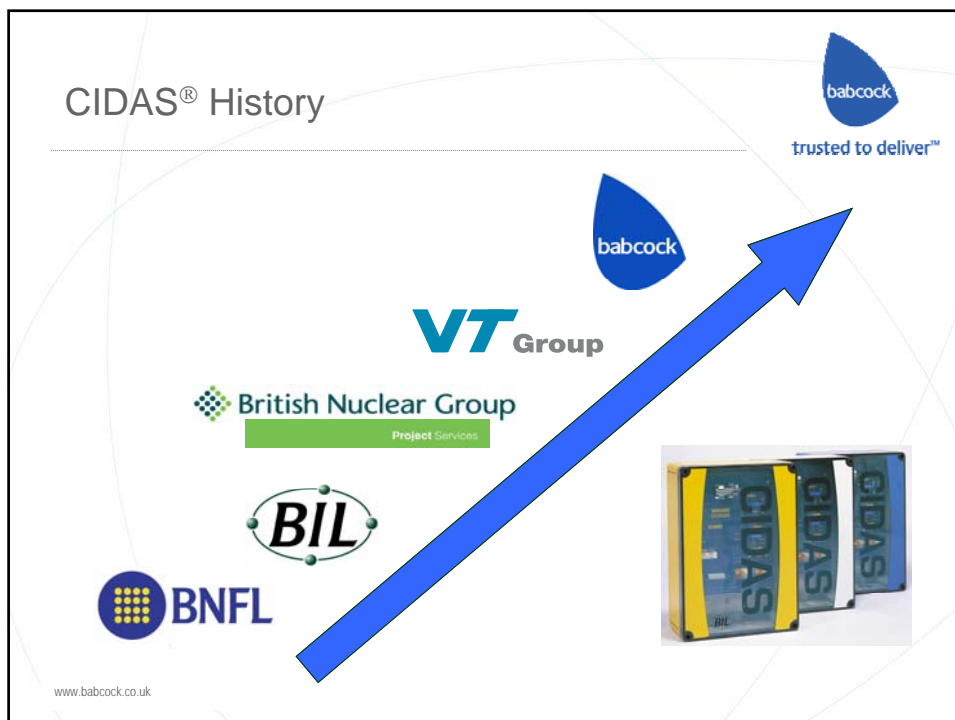 CIDAS® History
babcock
trusted to deliver™
babcock
VT Group
British Nuclear Group
Project Services
BIL
BNFL
CIDAS
CIDAS
CIDAS
BIL
www.babcock.co.uk